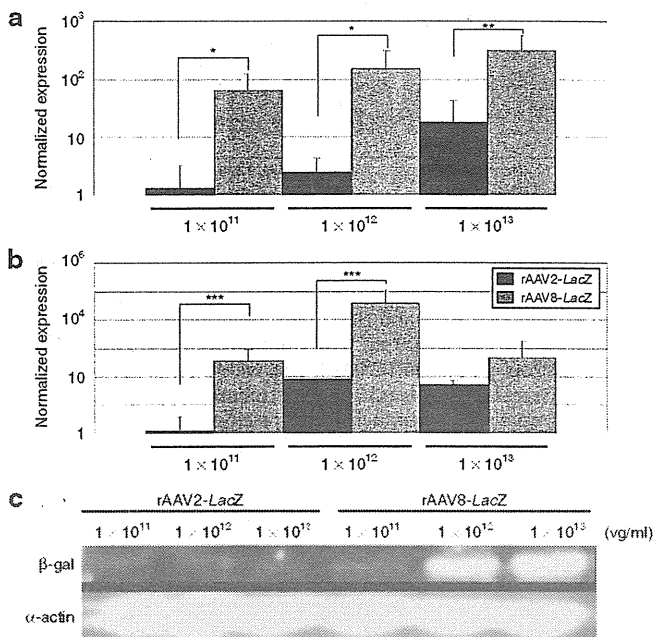 a
Normalized expression
10³
10²
10
1
*
*
**
1 × 10¹¹
1 × 10¹²
1 × 10¹³
b
Normalized expression
10⁶
10⁴
10
1
***
***
rAAV2-LacZ
rAAV8-LacZ
1 × 10¹¹
1 × 10¹²
1 × 10¹³
c
rAAV2-LacZ
rAAV8-LacZ
1 × 10¹¹ 1 × 10¹² 1 × 10¹³ 1 × 10¹¹ 1 × 10¹² 1 × 10¹³ (vg/ml)
β-gal
α-actin